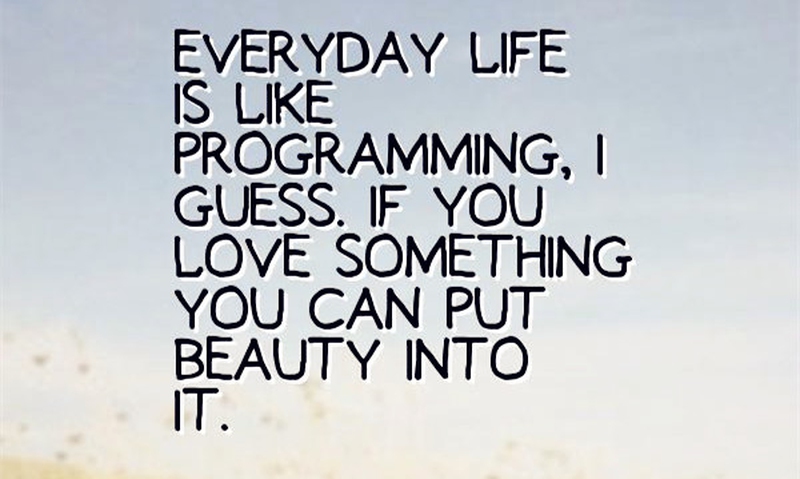 EVERYDAY LIFE
IS LIKE
PROGRAMMING, I
GUESS. IF YOU
LOVE SOMETHING
YOU CAN PUT
BEAUTY INTO
IT.